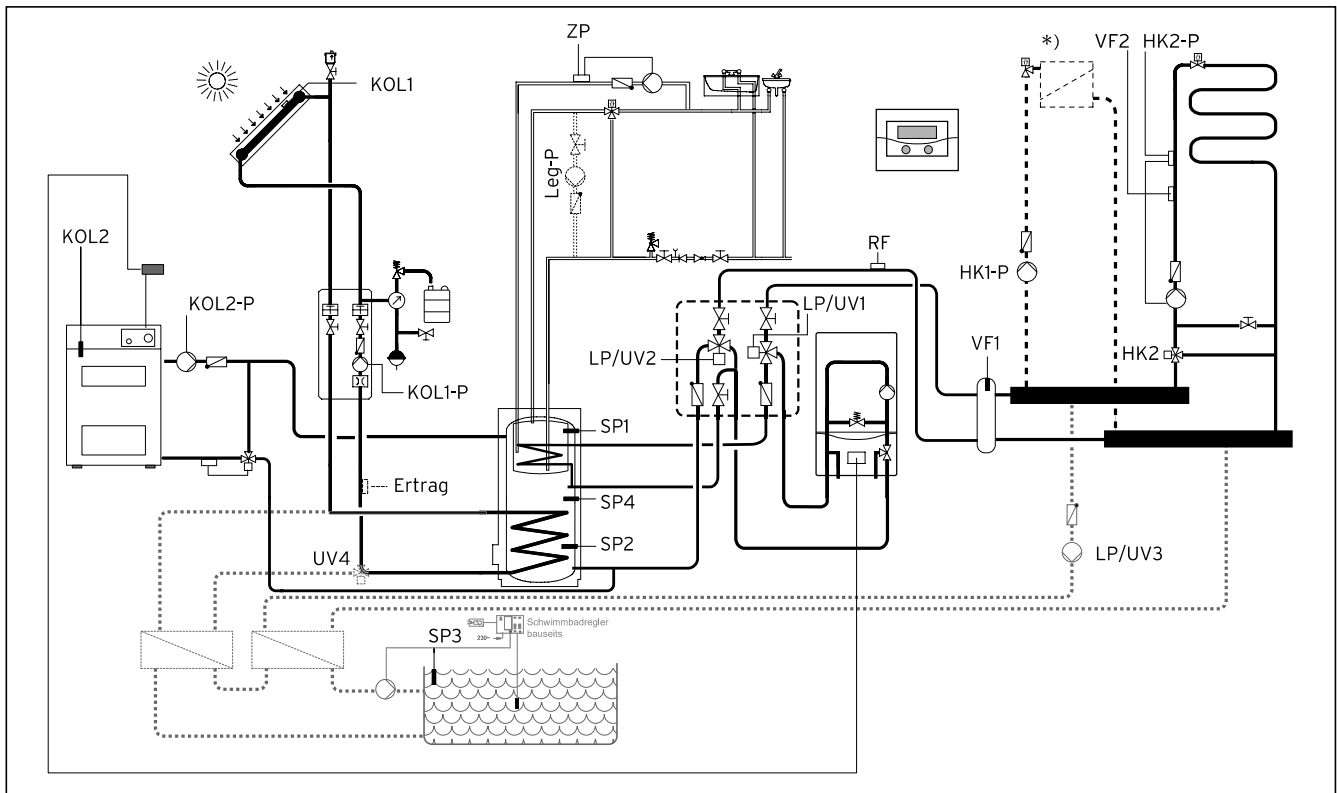 ZP
*)
VF2
HK2-P
KOL1
Leg-P
KOL2
RF
HK1-P
KOL2-P
LP/UV1
LP/UV2
VF1
HK2
KOL1-P
SP1
Ertrag
SP4
SP2
UV4
LP/UV3
SP3
230~
Schwimmbadregler
bauseits